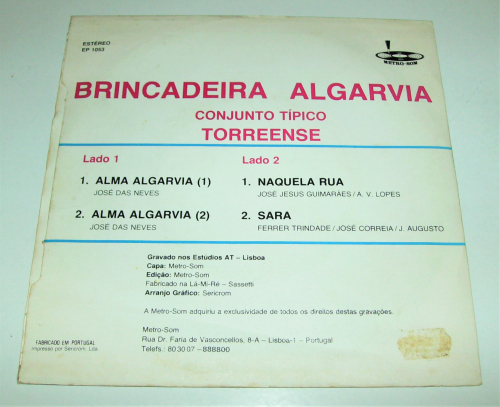 ESTÉREO
EP 1053
METRO-SOM
BRINCADEIRA ALGARVIA
CONJUNTO TÍPICO
TORREENSE
Lado 1
1. ALMA ALGARVIA (1)
JOSÉ DAS NEVES
2. ALMA ALGARVIA (2)
JOSÉ DAS NEVES
Lado 2
1. NAQUELA RUA
JOSÉ JESUS GUIMARÃES / A. V. LOPES
2. SARA
FERRER TRINDADE / JOSÉ CORREIA / J. AUGUSTO
Gravado nos Estúdios AT – Lisboa
Capa: Metro-Som
Edição: Metro-Som
Fabricado na Lá-Mi-Ré – Sassetti
Arranjo Gráfico: Sericrom
A Metro-Som adquiriu a exclusividade de todos os direitos destas gravações.
Metro-Som
Rua Dr. Faria de Vasconcellos, 8-A – Lisboa-1 – Portugal
Telefs.: 80 30 07 – 888800
FABRICADO EM PORTUGAL
Impresso por Sericrom, Lda.